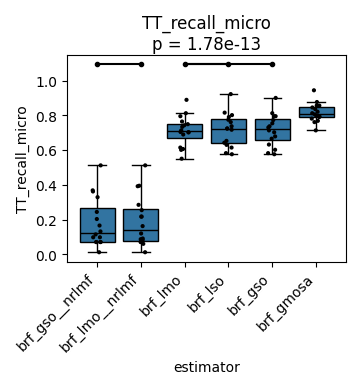 TT_recall_micro
p = 1.78e-13
TT_recall_micro
1.0
0.8
0.6
0.4
0.2
0.0
brf_gso__nrlmf
brf_lmo__nrlmf
brf_lmo
brf_lso
brf_gso
brf_gmosa
estimator